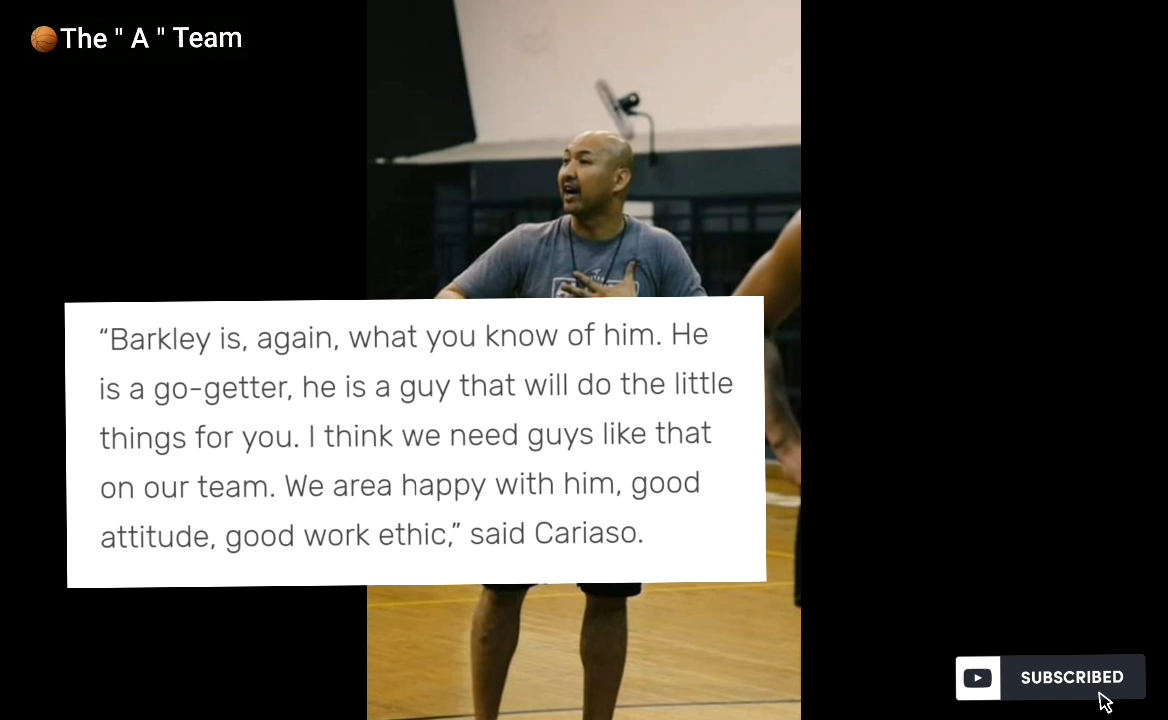 The " A " Team
“Barkley is, again, what you know of him. He
is a go-getter, he is a guy that will do the little
things for you. I think we need guys like that
on our team. We area happy with him, good
attitude, good work ethic,” said Cariaso.
SUBSCRIBED